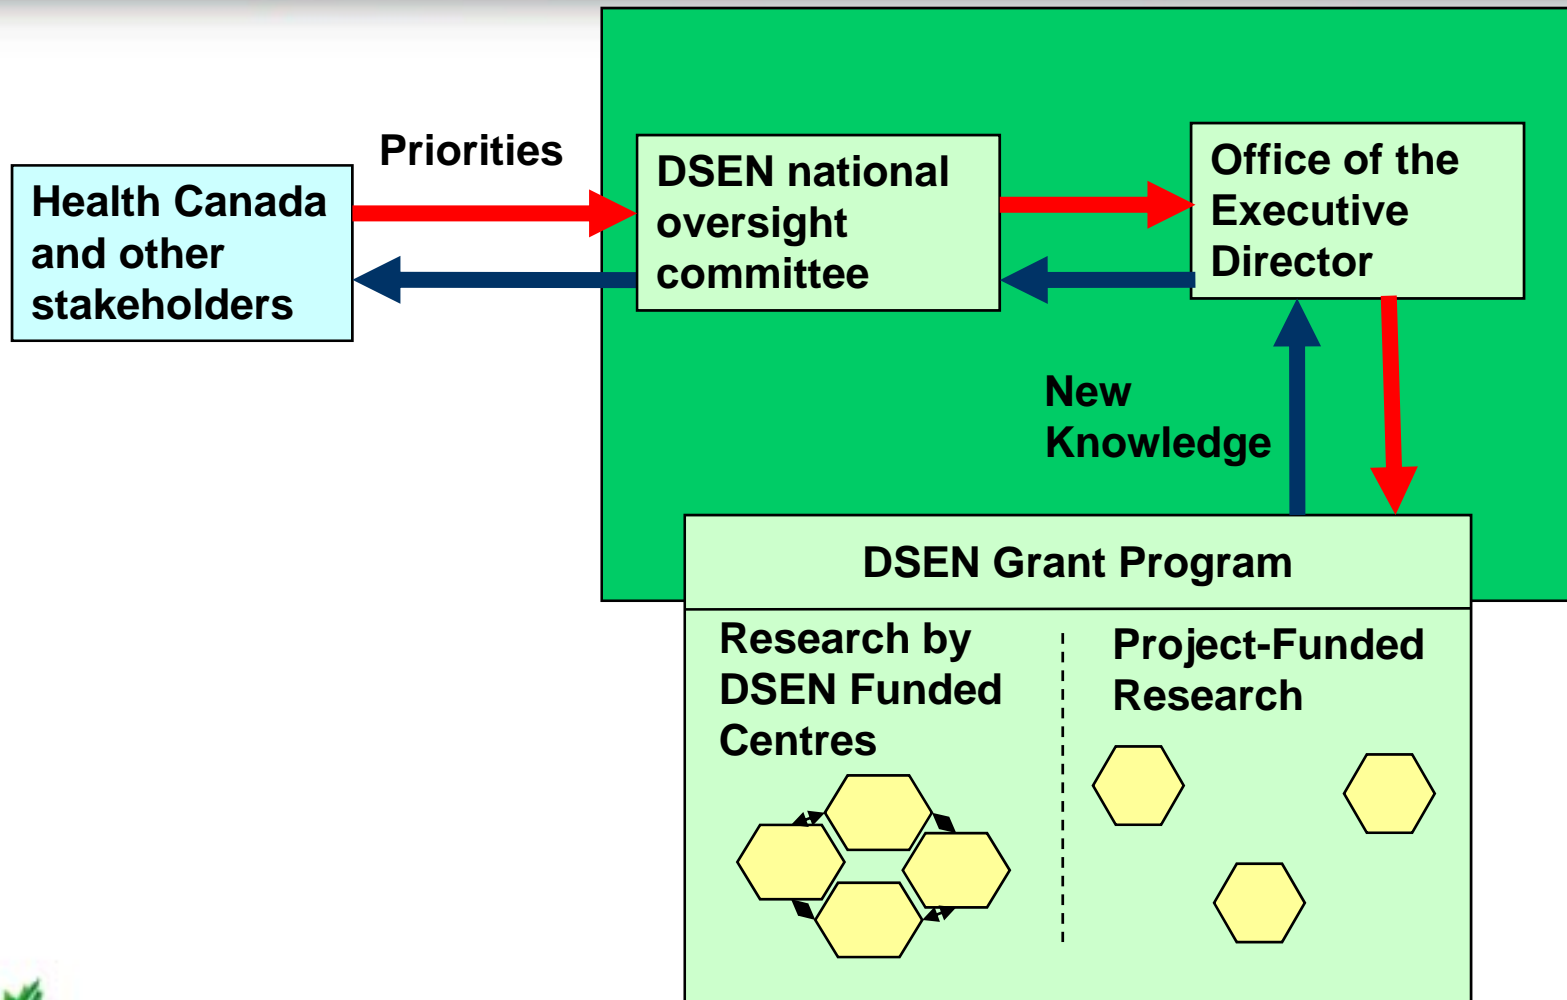 Priorities
Health Canada
and other
stakeholders
DSEN national
oversight
committee
Office of the
Executive
Director
New
Knowledge
DSEN Grant Program
Research by
DSEN Funded
Centres
Project-Funded
Research